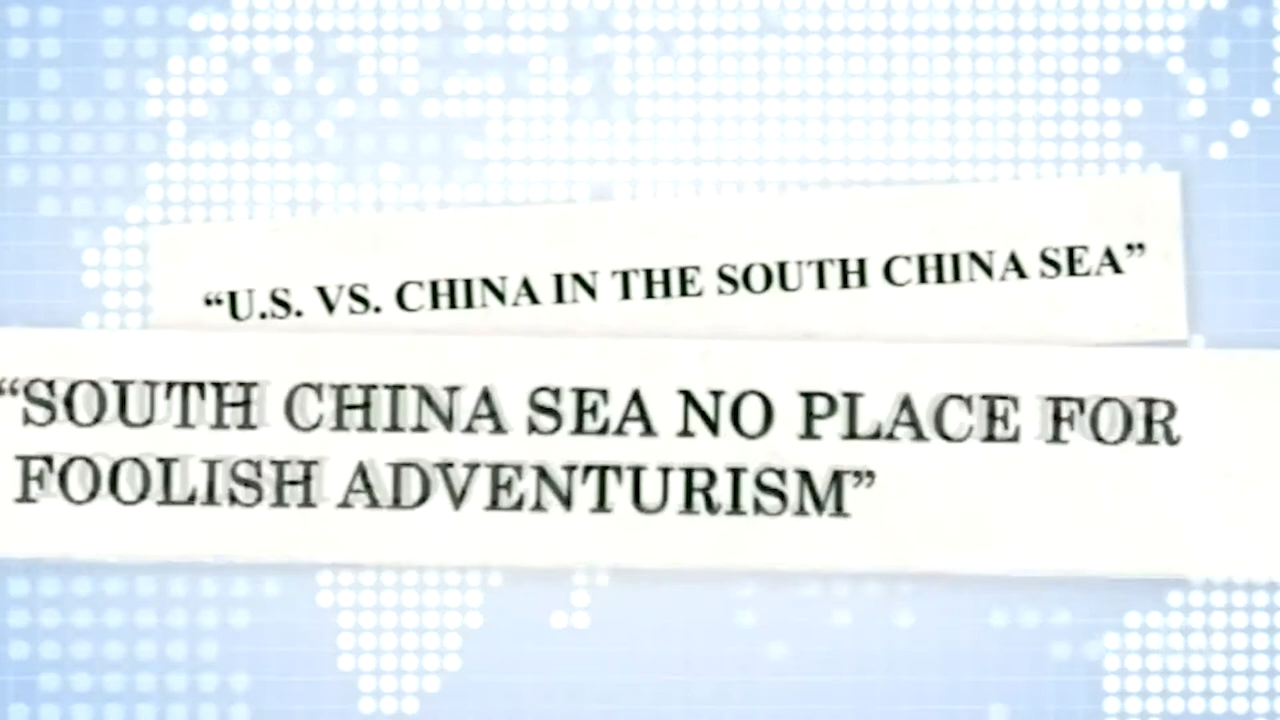 “U.S. VS. CHINA IN THE SOUTH CHINA SEA”
“SOUTH CHINA SEA NO PLACE FOR
FOOLISH ADVENTURISM”